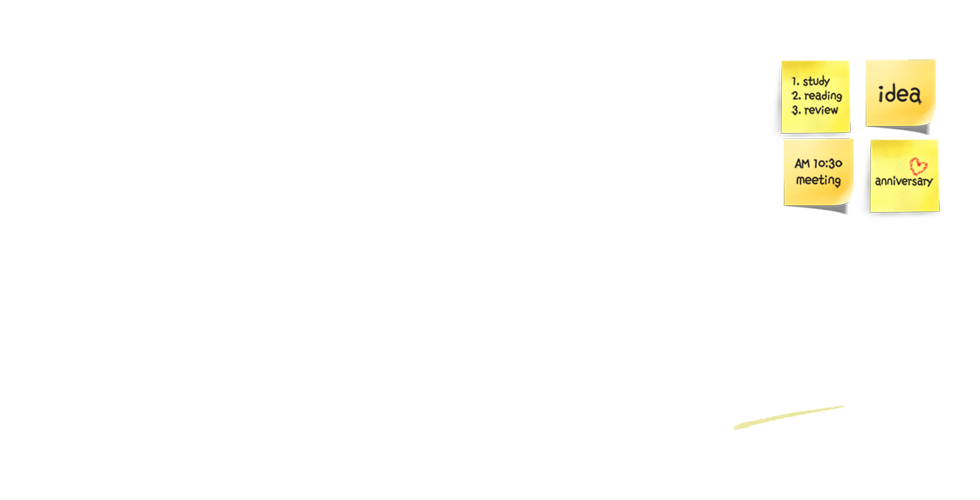 1. study
2. reading
3. review
idea
AM 10:30
meeting
anniversary